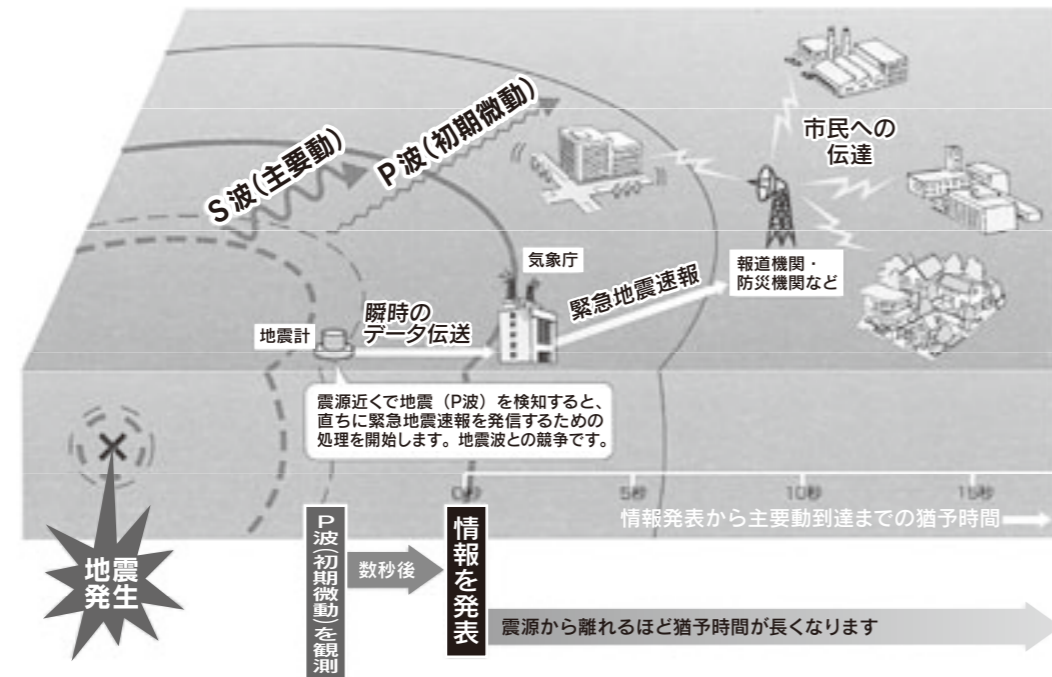 S波(主要動)
P波(初期微動)
市民への
伝達
気象庁
緊急地震速報
報道機関・
防災機関など
地震計
瞬時の
データ伝送
震源近くで地震（P波）を検知すると、
直ちに緊急地震速報を発信するための
処理を開始します。地震波との競争です。
0秒
5秒
10秒
15秒
情報発表から主要動到達までの猶予時間
地震
発生
P波(初期微動)を観測
数秒後
情報を発表
震源から離れるほど猶予時間が長くなります